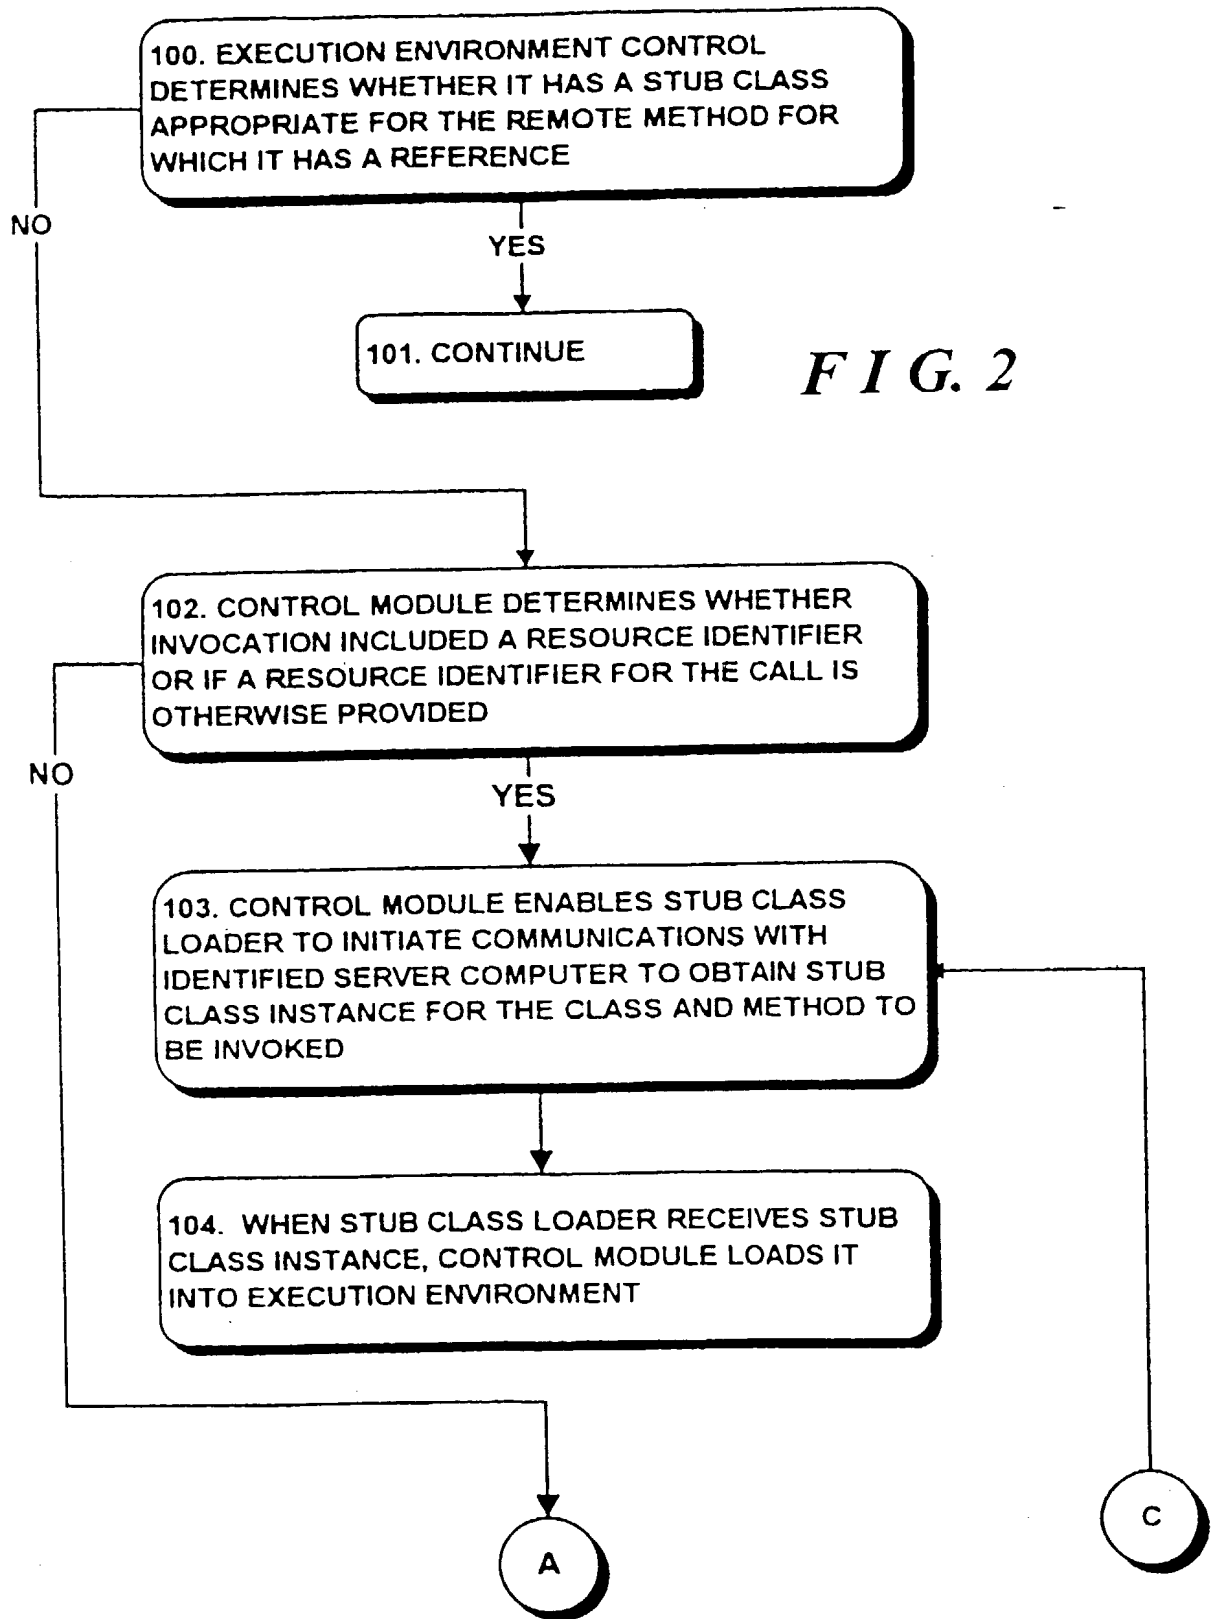 100. EXECUTION ENVIRONMENT CONTROL
DETERMINES WHETHER IT HAS A STUB CLASS
APPROPRIATE FOR THE REMOTE METHOD FOR
WHICH IT HAS A REFERENCE
NO
YES
101. CONTINUE
FIG. 2
102. CONTROL MODULE DETERMINES WHETHER
INVOCATION INCLUDED A RESOURCE IDENTIFIER
OR IF A RESOURCE IDENTIFIER FOR THE CALL IS
OTHERWISE PROVIDED
NO
YES
103. CONTROL MODULE ENABLES STUB CLASS
LOADER TO INITIATE COMMUNICATIONS WITH
IDENTIFIED SERVER COMPUTER TO OBTAIN STUB
CLASS INSTANCE FOR THE CLASS AND METHOD TO
BE INVOKED
104. WHEN STUB CLASS LOADER RECEIVES STUB
CLASS INSTANCE, CONTROL MODULE LOADS IT
INTO EXECUTION ENVIRONMENT
C
A